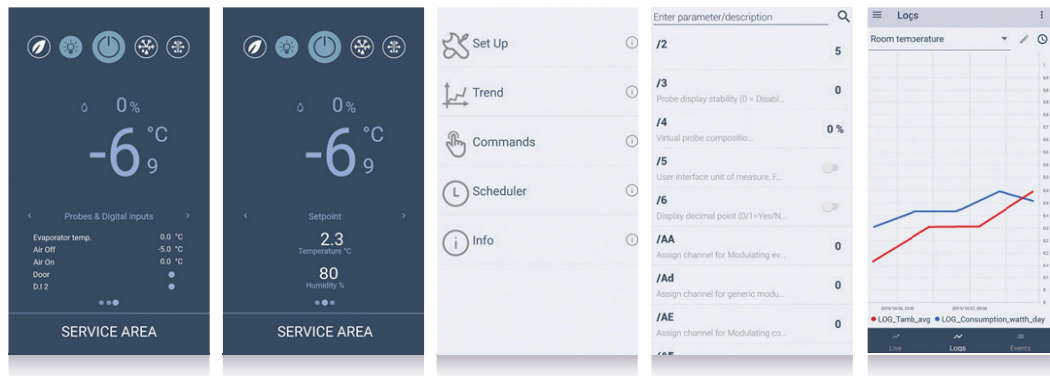 0 %
-6 9 °C
Probes & Digital inputs
Evaporator temp. 0.0 °C
Air Off -5.0 °C
Air On 0.0 °C
Door
D.I 2
SERVICE AREA
0 %
-6 9 °C
Setpoint
2.3
Temperature °C
80
Humidity %
SERVICE AREA
Set Up
Trend
Commands
Scheduler
Info
Enter parameter/description
/2 5
/3 0
Probe display stability (0 = Disabl...
/4 0 %
Virtual probe compositio...
/5
User interface unit of measure, F...
/6
Display decimal point (0/1=Yes/N...
/AA 0
Assign channel for Modulating ev...
/Ad 0
Assign channel for generic modu...
/AE 0
Assign channel for Modulating co...
Logs
Room temperature
LOG_Tamb_avg LOG_Consumption_watth_day
Live Logs Events